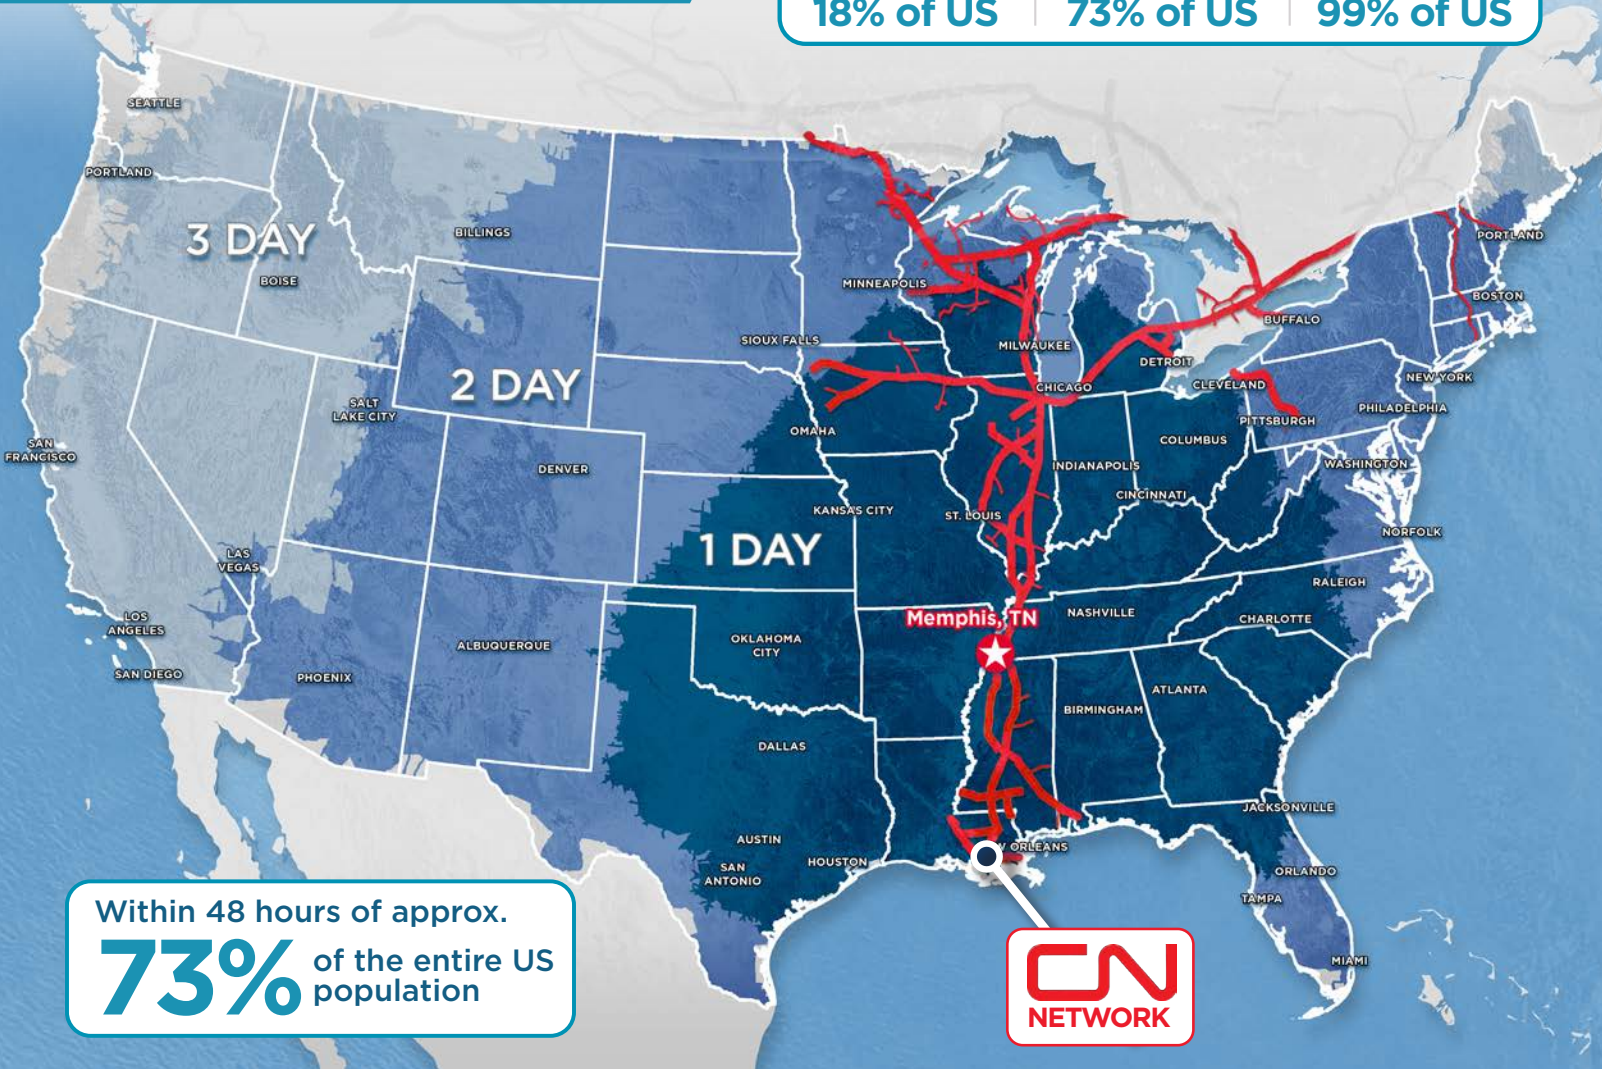 18% of US
73% of US
99% of US
SEATTLE
PORTLAND
3 DAY
BOISE
BILLINGS
MINNEAPOLIS
PORTLAND
BOSTON
BUFFALO
SIOUX FALLS
MILWAUKEE
DETROIT
CHICAGO
CLEVELAND
NEW YORK
2 DAY
SALT
LAKE CITY
PHILADELPHIA
PITTSBURGH
OMAHA
COLUMBUS
SAN
FRANCISCO
DENVER
INDIANAPOLIS
WASHINGTON
CINCINNATI
KANSAS CITY
ST. LOUIS
NORFOLK
LAS
VEGAS
1 DAY
RALEIGH
LOS
ANGELES
Memphis, TN
NASHVILLE
CHARLOTTE
ALBUQUERQUE
OKLAHOMA
CITY
SAN DIEGO
PHOENIX
ATLANTA
BIRMINGHAM
DALLAS
JACKSONVILLE
AUSTIN
ORLEANS
HOUSTON
SAN
ANTONIO
ORLANDO
TAMPA
MIAMI
Within 48 hours of approx.
73% of the entire US
population
CN
NETWORK